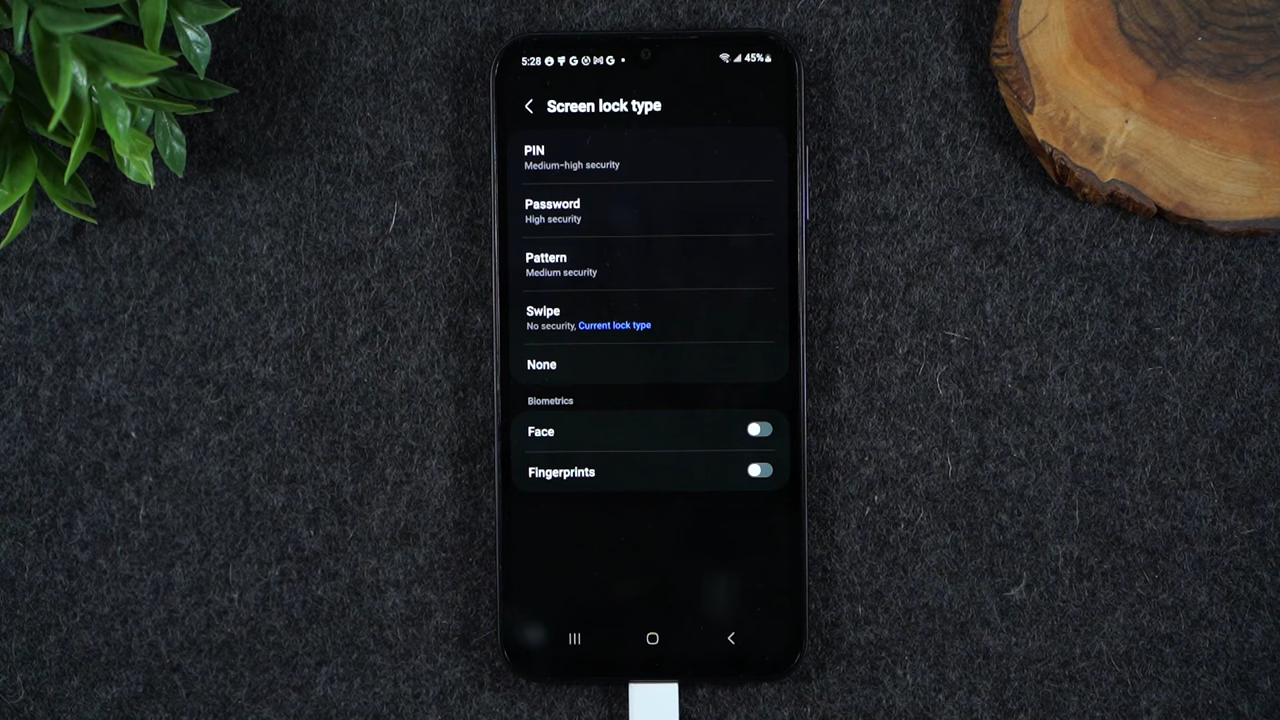 5:28
45%
Screen lock type
PIN
Medium-high security
Password
High security
Pattern
Medium security
Swipe
No security, Current lock type
None
Biometrics
Face
Fingerprints